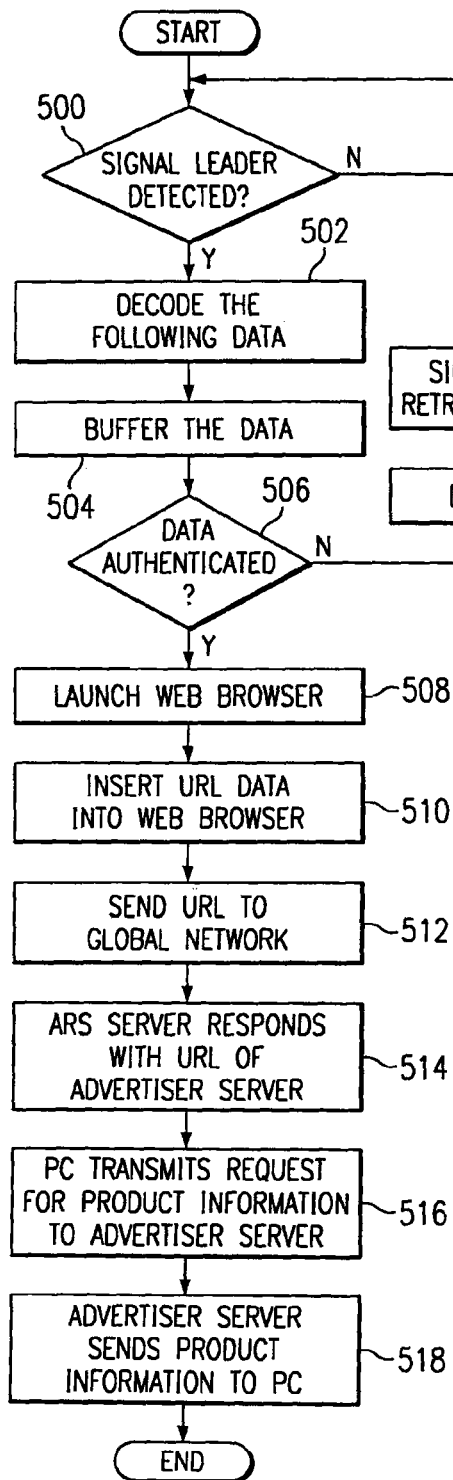 START
500
SIGNAL LEADER
DETECTED?
N
Y
502
DECODE THE
FOLLOWING DATA
BUFFER THE DATA
504
506
DATA
AUTHENTICATED
?
N
Y
LAUNCH WEB BROWSER
508
INSERT URL DATA
INTO WEB BROWSER
510
SEND URL TO
GLOBAL NETWORK
512
ARS SERVER RESPONDS
WITH URL OF
ADVERTISER SERVER
514
PC TRANSMITS REQUEST
FOR PRODUCT INFORMATION
TO ADVERTISER SERVER
516
ADVERTISER SERVER
SENDS PRODUCT
INFORMATION TO PC
518
END